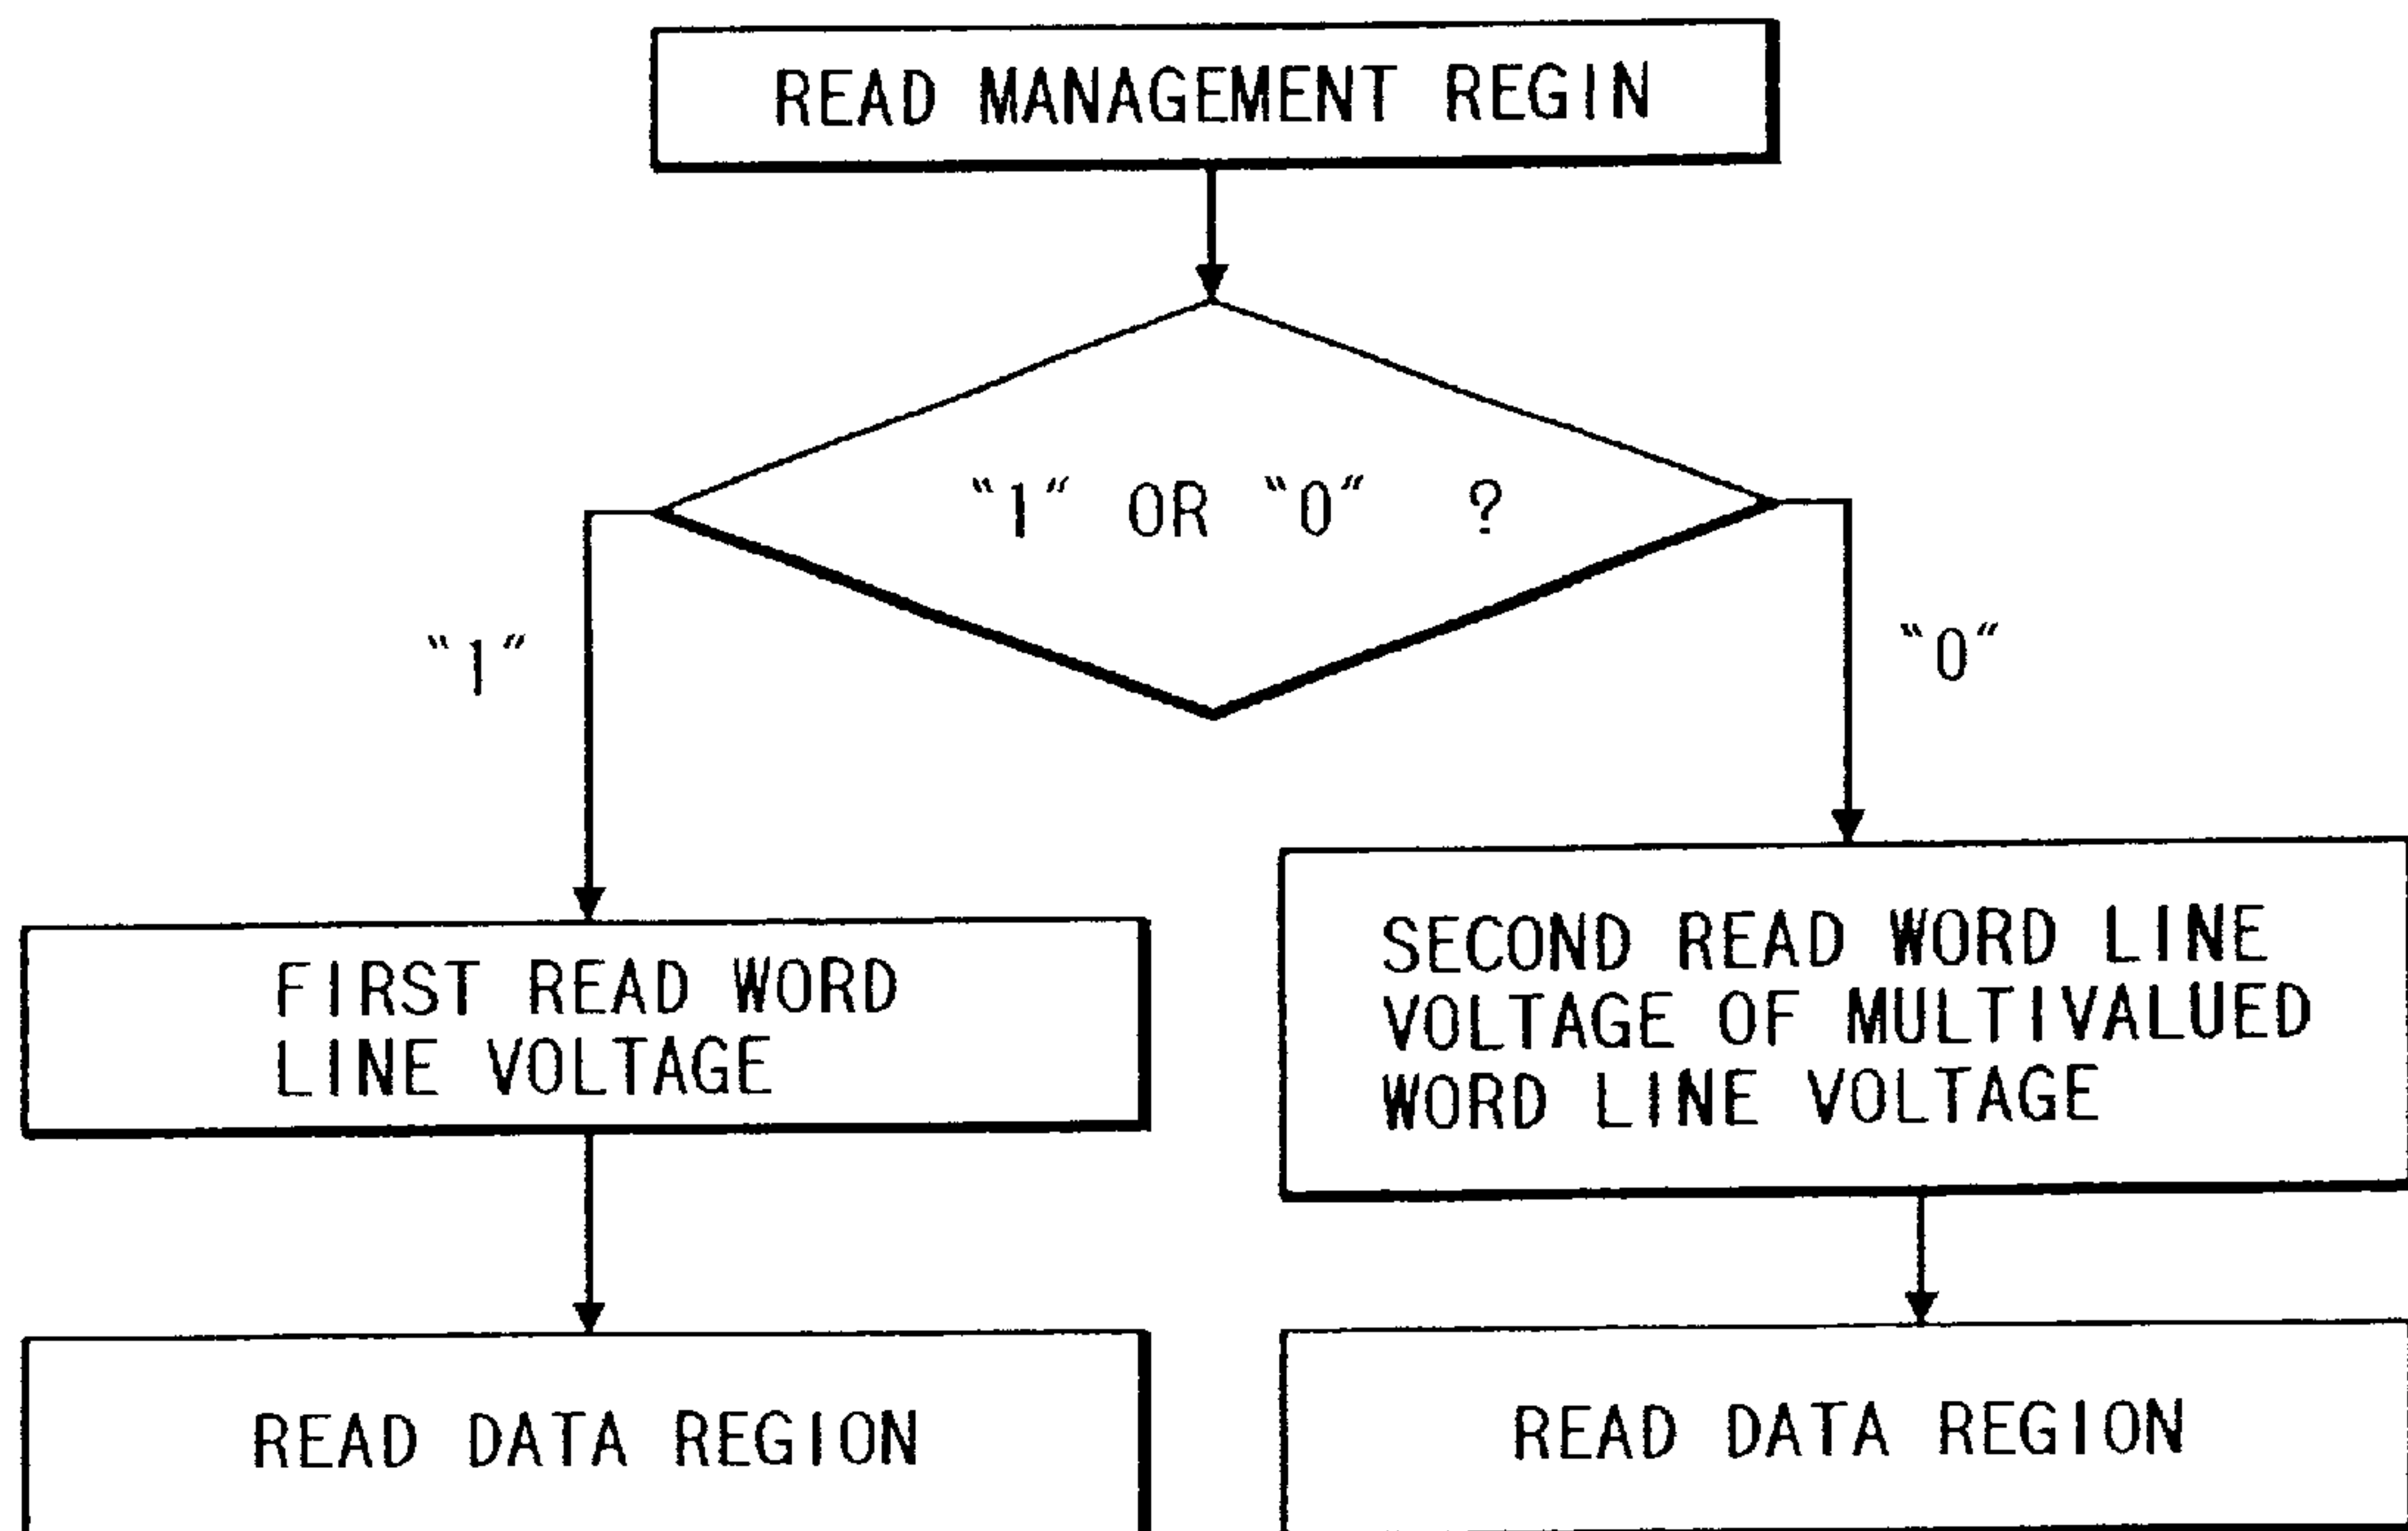 READ MANAGEMENT REGIN
"1" OR "0" ?
"1"
"0"
FIRST READ WORD
LINE VOLTAGE
SECOND READ WORD LINE
VOLTAGE OF MULTIVALUED
WORD LINE VOLTAGE
READ DATA REGION
READ DATA REGION